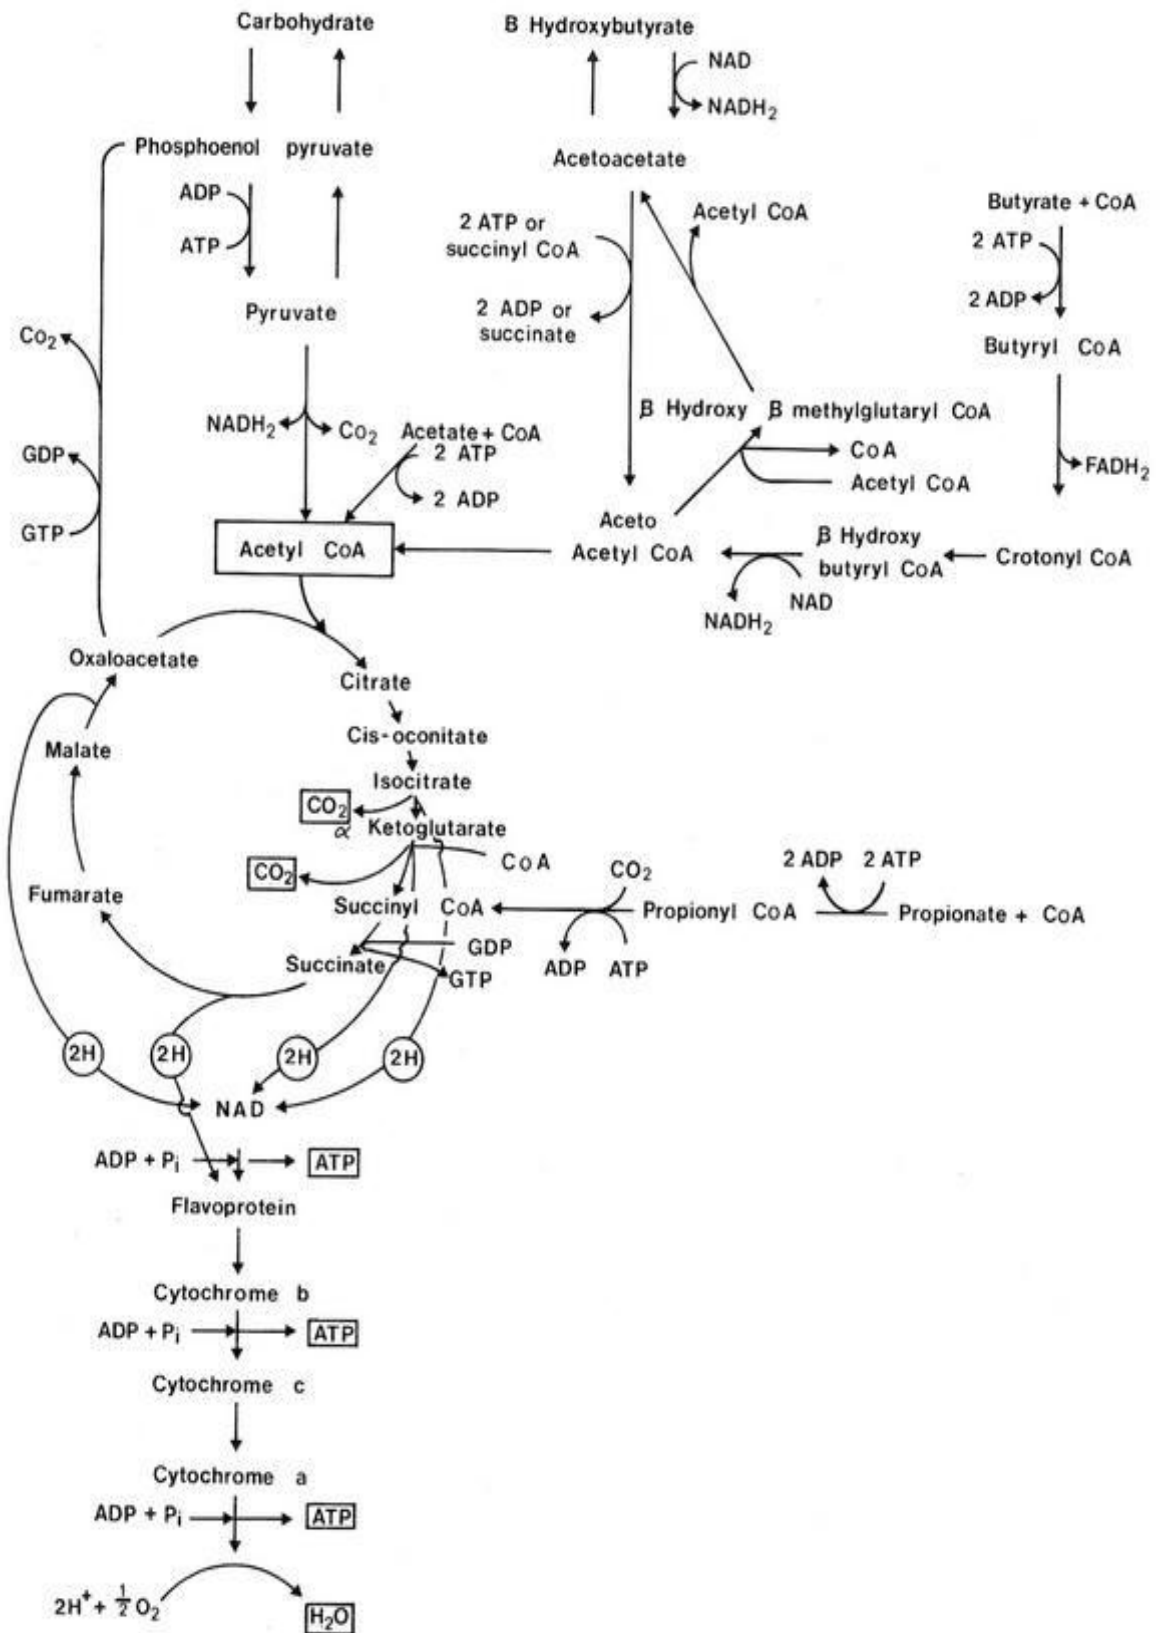 Carbohydrate
β Hydroxybutyrate
NAD
NADH2
Phosphoenol pyruvate
Acetoacetate
ADP
ATP
2 ATP or
succinyl CoA
Acetyl CoA
Butyrate + CoA
2 ATP
2 ADP
2 ADP or
succinate
Pyruvate
Co2
Butyryl CoA
NADH2
Co2
Acetate + CoA
2 ATP
2 ADP
β Hydroxy β methylglutaryl CoA
CoA
Acetyl CoA
FADH2
GDP
GTP
Acetyl CoA
Aceto
Acetyl CoA
β Hydroxy
butyryl CoA
Crotonyl CoA
NADH2
NAD
Oxaloacetate
Citrate
Cis-oconitate
Malate
Isocitrate
CO2
α Ketoglutarate
CO2
CoA
Fumarate
Succinyl CoA
CO2
Propionyl CoA
2 ADP 2 ATP
Propionate + CoA
GDP
ADP ATP
Succinate
GTP
2H 2H 2H 2H
NAD
ADP + Pi ATP
Flavoprotein
Cytochrome b
ADP + Pi ATP
Cytochrome c
Cytochrome a
ADP + Pi ATP
2H+ + 1/2 O2 H2O